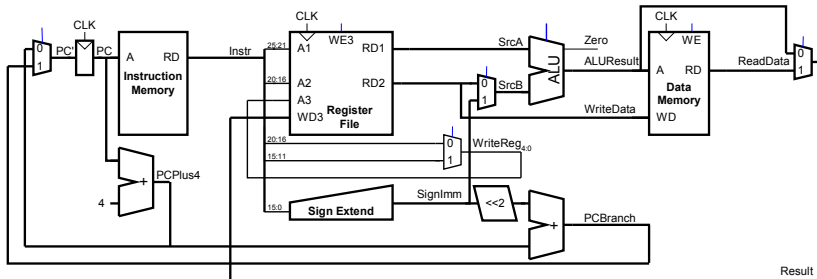 CLK
CLK
CLK
0
1
PC'
PC
A
RD
Instruction
Memory
Instr
25:21
20:16
A1
A2
A3
WD3
WE3
RD1
RD2
Register
File
SrcA
0
1
SrcB
ALU
Zero
ALUResult
WriteData
A
RD
WE
Data
Memory
WD
ReadData
0
1
20:16
15:11
0
1
WriteReg4:0
+
PCPlus4
4
15:0
Sign Extend
SignImm
<<2
+
PCBranch
Result